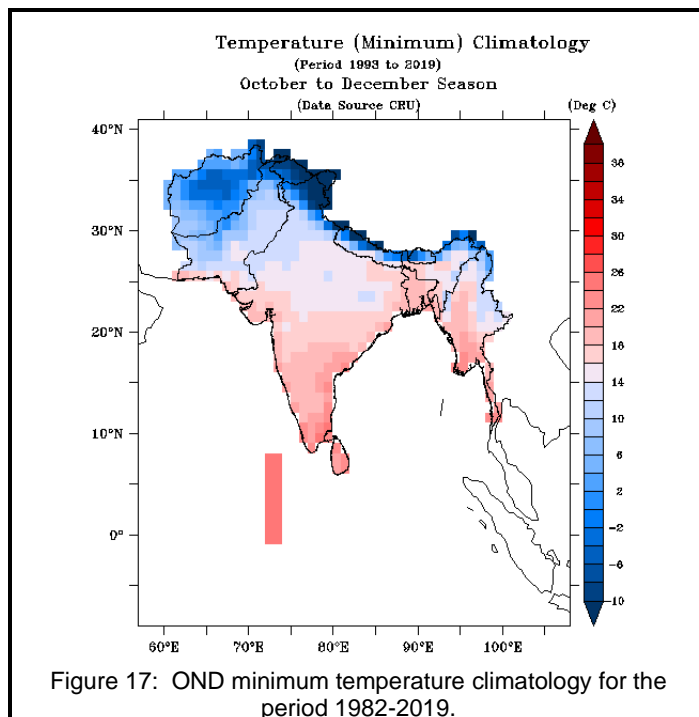 Temperature (Minimum) Climatology
(Period 1993 to 2019)
October to December Season
(Data Source CRU)
(Deg C)
40°N
30°N
20°N
10°N
0°
60°E 70°E 80°E 90°E 100°E
38
34
30
26
22
18
14
10
6
2
-2
-6
-10
Figure 17: OND minimum temperature climatology for the
period 1982-2019.